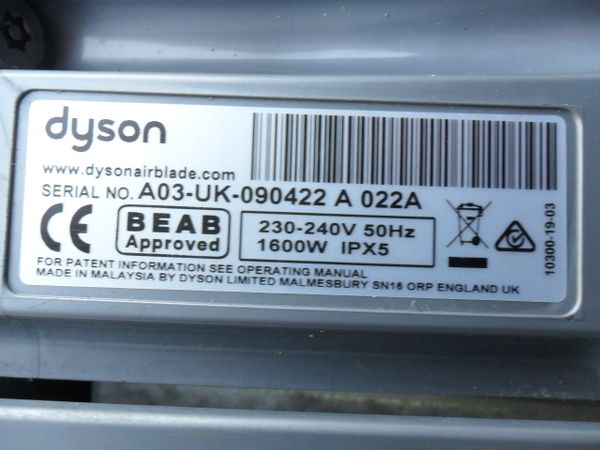 dyson
www.dysonairblade.com
SERIAL NO. A03-UK-090422 A 022A
CE
BEAB
Approved
230-240V 50Hz
1600W IPX5
10300-19-03
FOR PATENT INFORMATION SEE OPERATING MANUAL
MADE IN MALAYSIA BY DYSON LIMITED MALMESBURY SN16 ORP ENGLAND UK